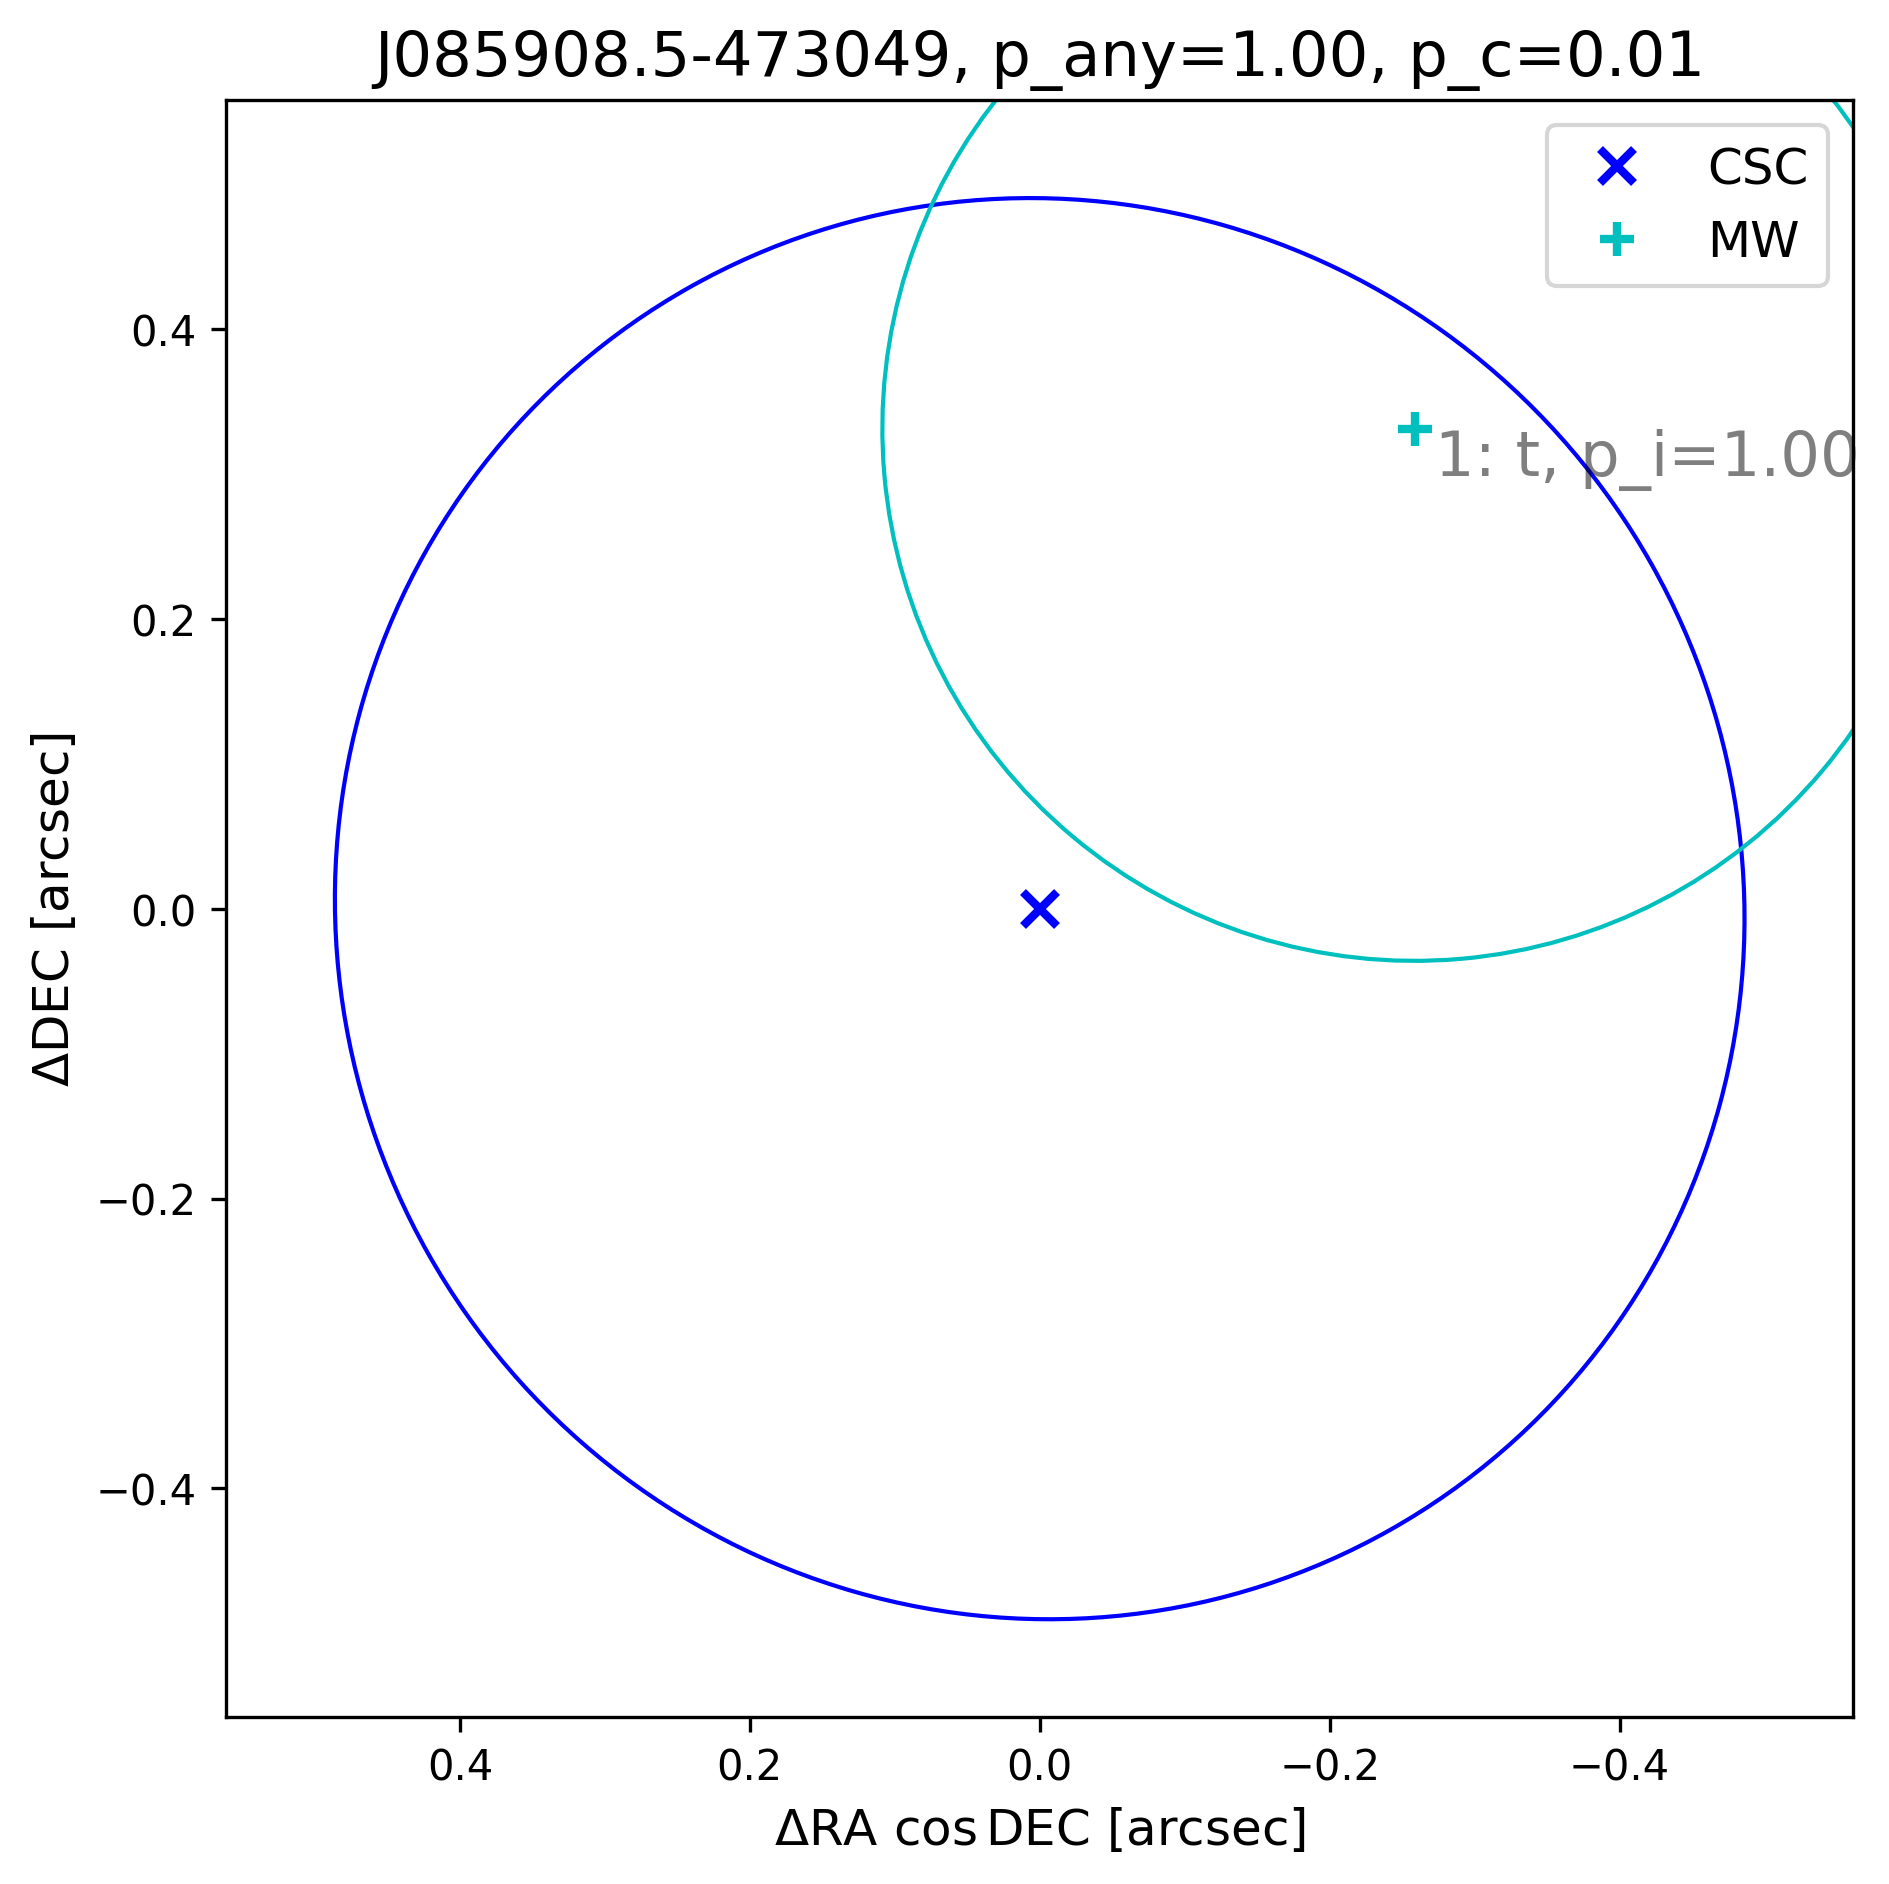 J085908.5-473049, p_any=1.00, p_c=0.01
CSC
MW
1: t, p_i=1.00
0.4
0.2
0.0
−0.2
−0.4
ΔDEC [arcsec]
0.4 0.2 0.0 −0.2 −0.4
ΔRA cos DEC [arcsec]